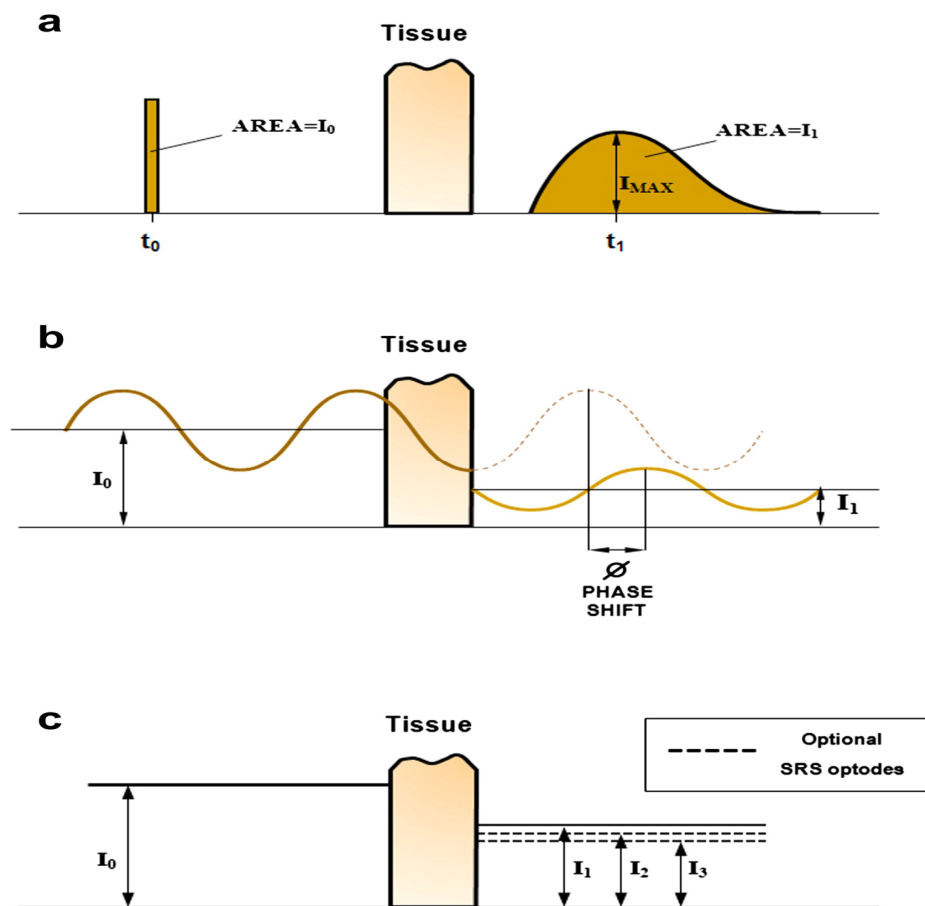 a
Tissue
AREA=I₀
AREA=I₁
I_MAX
t₀
t₁
b
Tissue
I₀
I₁
Ø
PHASE
SHIFT
c
Tissue
Optional
SRS optodes
I₀
I₁
I₂
I₃